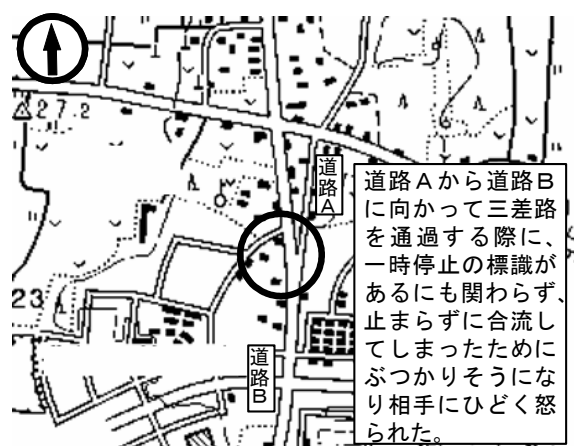 27.2
道路A
道路Aから道路B
に向かって三差路
を通過する際に、
一時停止の標識が
あるにも関わらず、
止まらずに合流し
てしまったために
ぶつかりそうにな
り相手にひどく怒
られた。
23
道路B